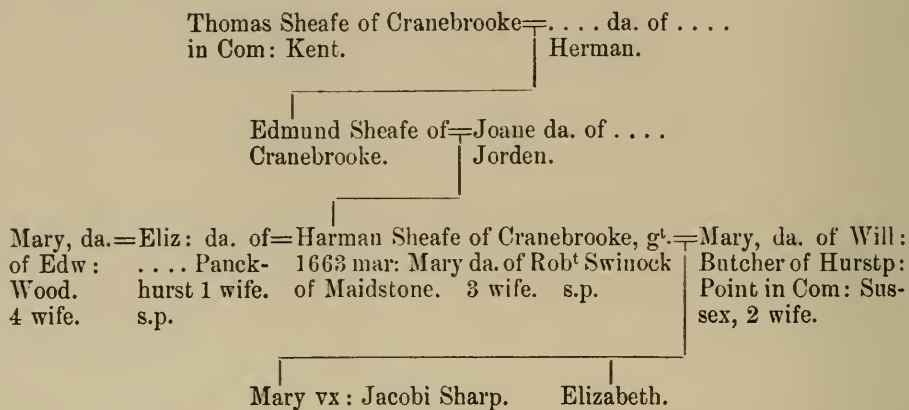 Thomas Sheafe of Cranebrooke=. . . . da. of . . . .
in Com: Kent. Herman.
Edmund Sheafe of=Joane da. of . . . .
Cranebrooke. Jorden.
Mary, da.=Eliz: da. of=Harman Sheafe of Cranebrooke, gᵗ.=Mary, da. of Will:
of Edw: . . . . Panck- 1663 mar: Mary da. of Robᵗ Swinock Butcher of Hurstp:
Wood. hurst 1 wife. of Maidstone. 3 wife. s.p. Point in Com: Sus-
4 wife. s.p. sex, 2 wife.
Mary vx: Jacobi Sharp. Elizabeth.